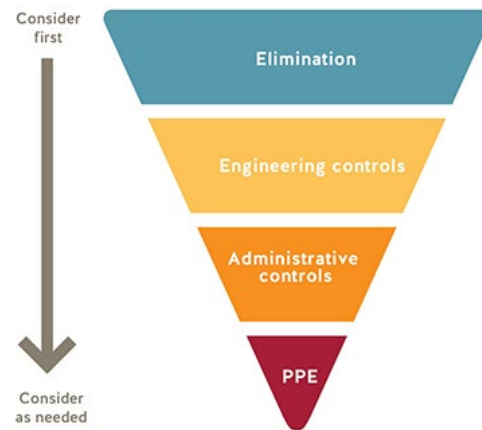 Consider
first
Elimination
Engineering controls
Administrative
controls
PPE
Consider
as needed